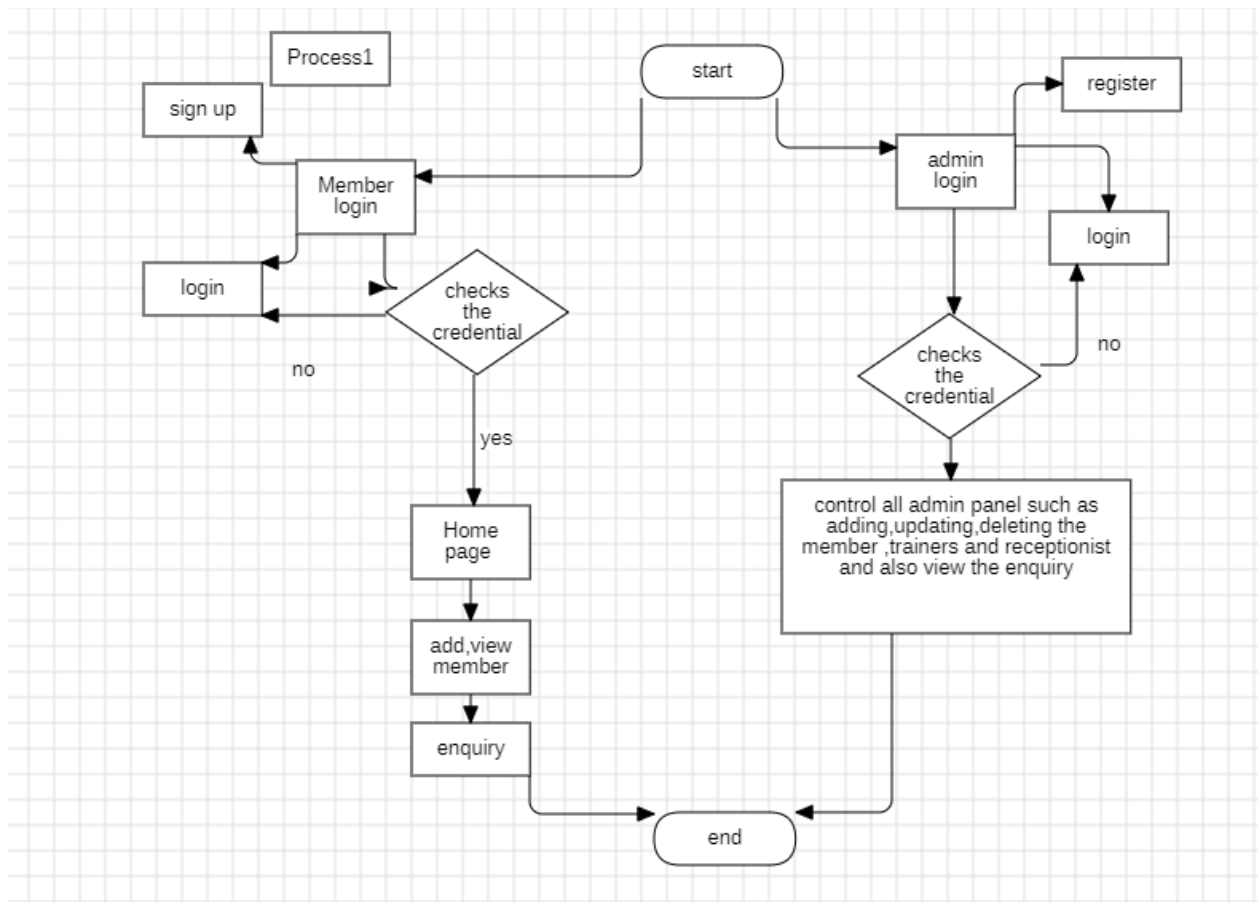 Process1
start
register
sign up
admin
login
Member
login
login
login
checks
the
credential
no
checks
the
credential
no
yes
control all admin panel such as
adding,updating,deleting the
member ,trainers and receptionist
and also view the enquiry
Home
page
add,view
member
enquiry
end